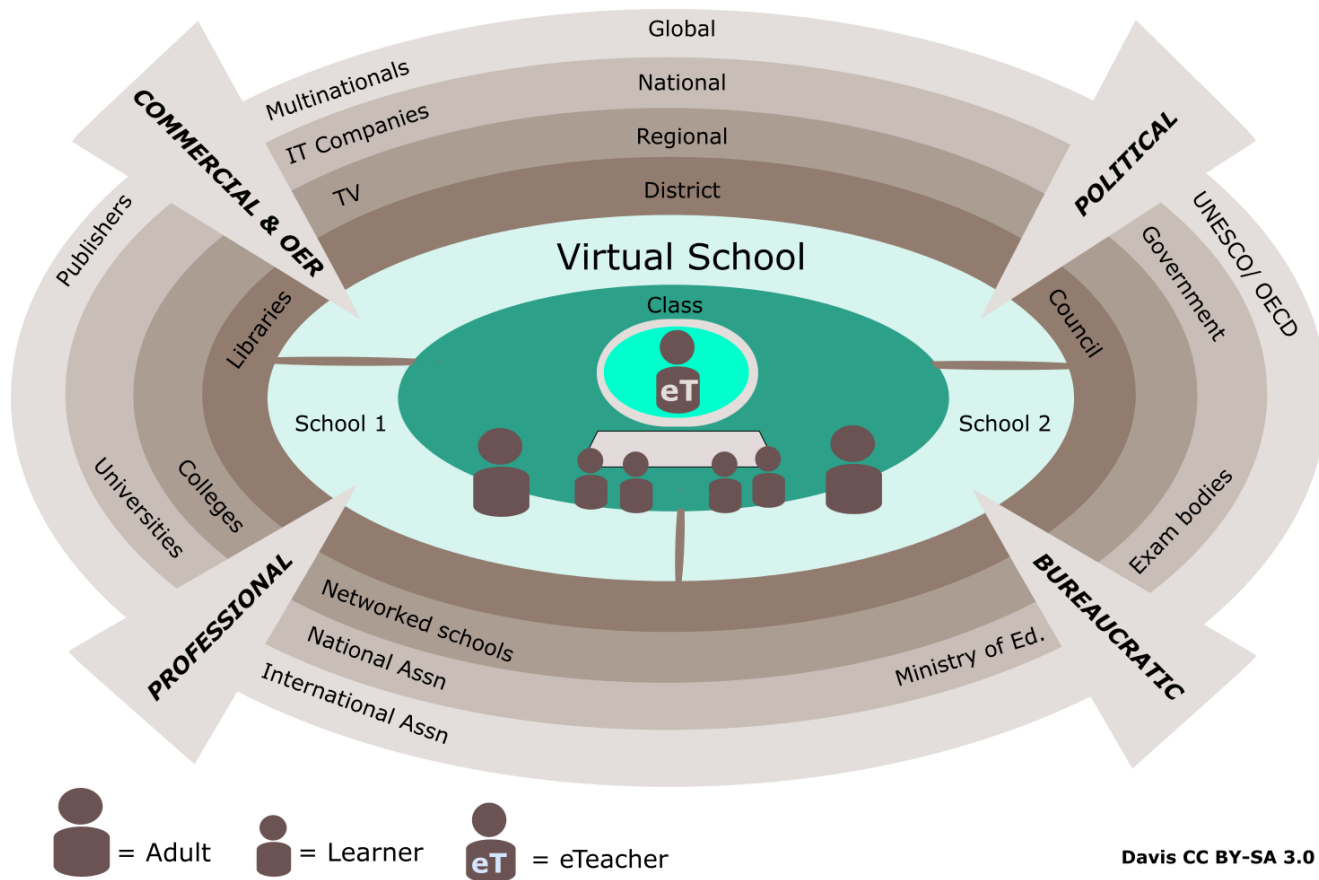 Global
Multinationals
National
IT Companies
Regional
TV
District
COMMERCIAL & OER
POLITICAL
Publishers
UNESCO/ OECD
Government
Virtual School
Libraries
Council
Class
eT
School 1
School 2
Universities
Colleges
Exam bodies
PROFESSIONAL
BUREAUCRATIC
Networked schools
National Assn
International Assn
Ministry of Ed.
= Adult
= Learner
eT
= eTeacher
Davis CC BY-SA 3.0